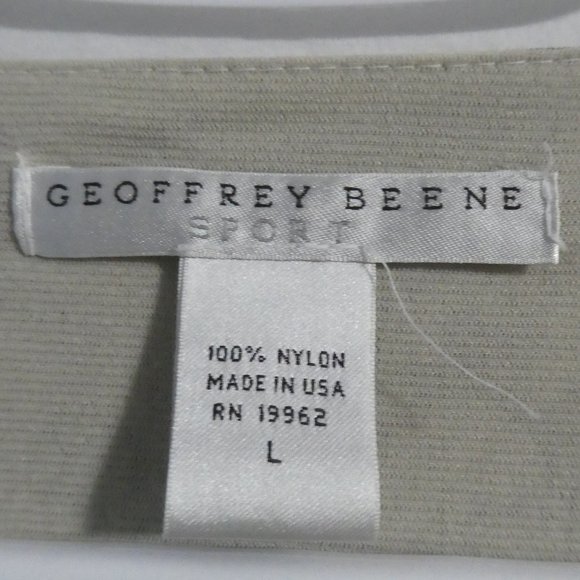 GEOFFREY BEENE
SPORT
100% NYLON
MADE IN USA
RN 19962
L